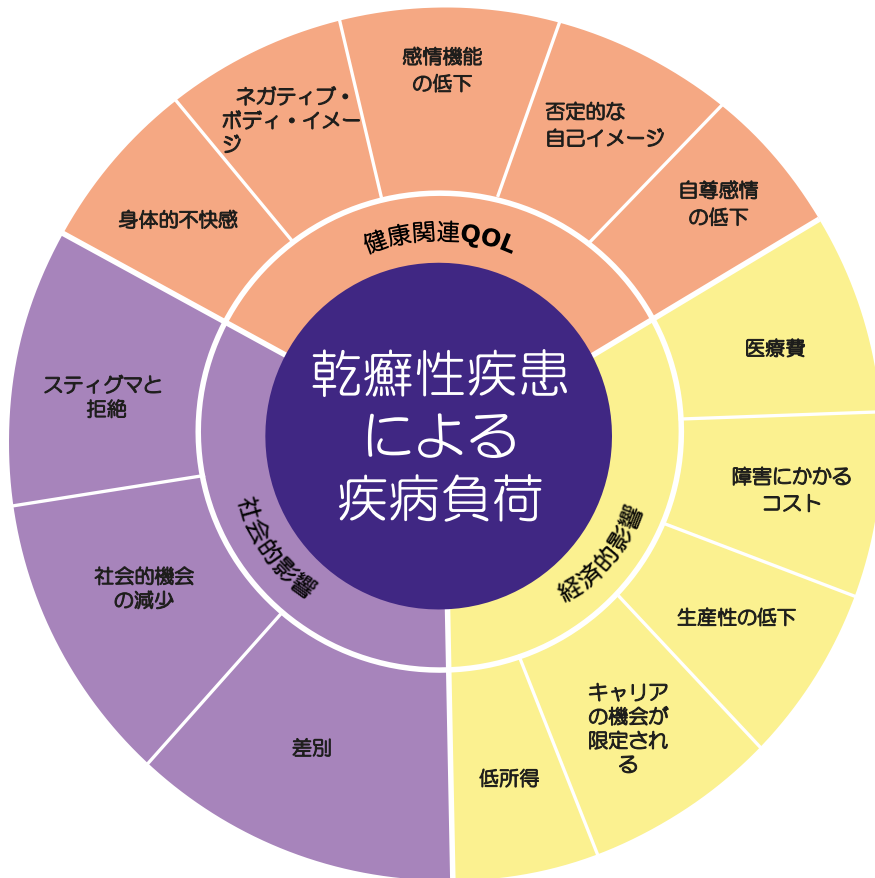 乾癬性疾患
による
疾病負荷
健康関連QOL
身体的不快感
ネガティブ・
ボディ・イメー
ジ
感情機能
の低下
否定的な
自己イメージ
自尊感情
の低下
経済的影響
医療費
障害にかかる
コスト
生産性の低下
キャリア
の機会が
限定され
る
低所得
社会的影響
差別
社会的機会
の減少
スティグマと
拒絶